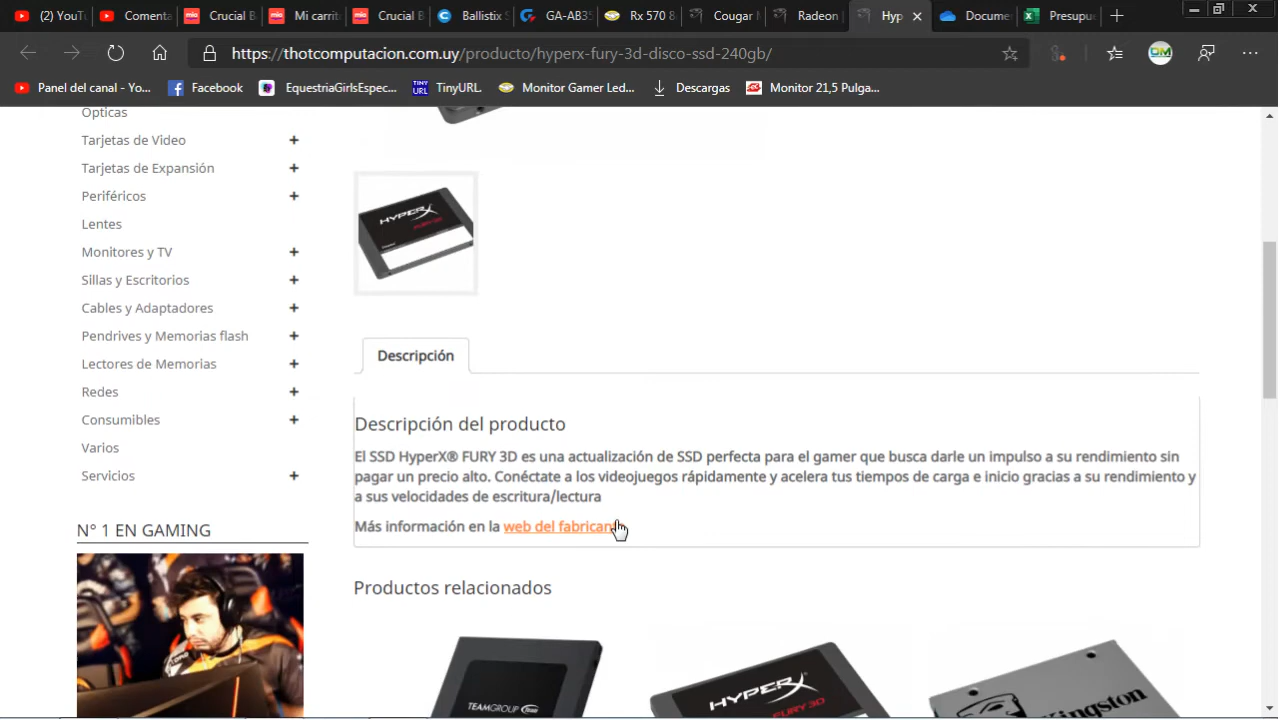 (2) YouTu
Comenta
Crucial B
Mi carrit
Crucial B
Ballistix
GA-AB35
Rx 570 8
Cougar M
Radeon
Hyp
Docume
Presupu
https://thotcomputacion.com.uy/producto/hyperx-fury-3d-disco-ssd-240gb/
Panel del canal - Yo...
Facebook
EquestriaGirlsEspec...
TinyURL
Monitor Gamer Led...
Descargas
Monitor 21,5 Pulga...
Opticas
Tarjetas de Video
Tarjetas de Expansión
Periféricos
Lentes
Monitores y TV
Sillas y Escritorios
Cables y Adaptadores
Pendrives y Memorias flash
Lectores de Memorias
Redes
Consumibles
Varios
Servicios
N° 1 EN GAMING
HYPERX
FURY 3D
Descripción
Descripción del producto
El SSD HyperX® FURY 3D es una actualización de SSD perfecta para el gamer que busca darle un impulso a su rendimiento sin
pagar un precio alto. Conéctate a los videojuegos rápidamente y acelera tus tiempos de carga e inicio gracias a su rendimiento y
a sus velocidades de escritura/lectura
Más información en la web del fabrican
Productos relacionados
TEAMGROUP
HYPERX
FURY 3D
Kingston